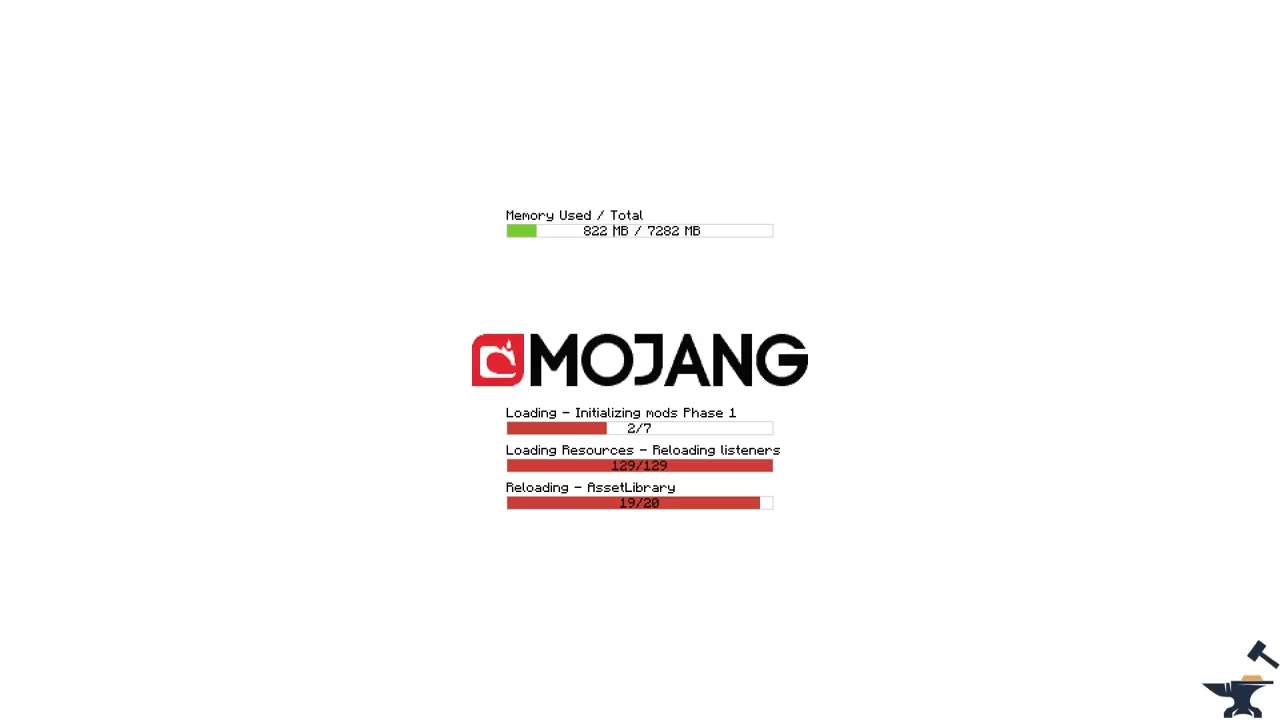 Memory Used / Total
822 MB / 7282 MB
MOJANG
Loading - Initializing mods Phase 1
2/7
Loading Resources - Reloading listeners
129/129
Reloading - AssetLibrary
19/20